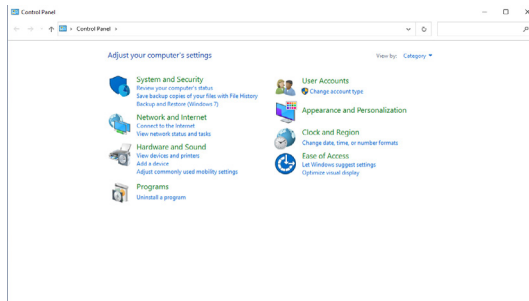 Control Panel
Control Panel
Adjust your computer's settings
View by: Category
System and Security
Review your computer's status
Save backup copies of your files with File History
Backup and Restore (Windows 7)
Network and Internet
Connect to the Internet
View network status and tasks
Hardware and Sound
View devices and printers
Add a device
Adjust commonly used mobility settings
Programs
Uninstall a program
User Accounts
Change account type
Appearance and Personalization
Clock and Region
Change date, time, or number formats
Ease of Access
Let Windows suggest settings
Optimize visual display